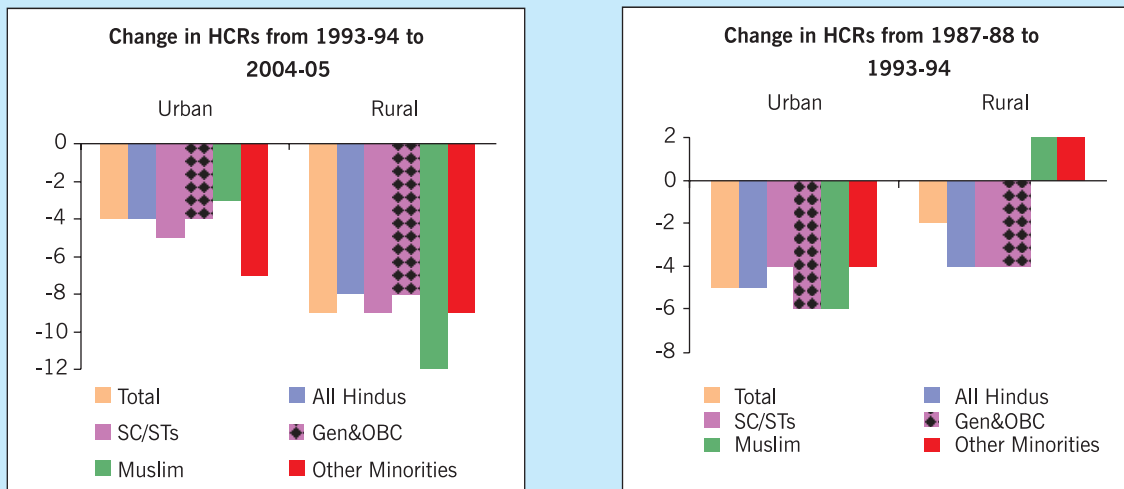 Change in HCRs from 1993-94 to
2004-05
Urban Rural
0
-2
-4
-6
-8
-10
-12
Total All Hindus
SC/STs Gen&OBC
Muslim Other Minorities
Change in HCRs from 1987-88 to
1993-94
Urban Rural
2
0
-2
-4
-6
-8
Total All Hindus
SC/STs Gen&OBC
Muslim Other Minorities